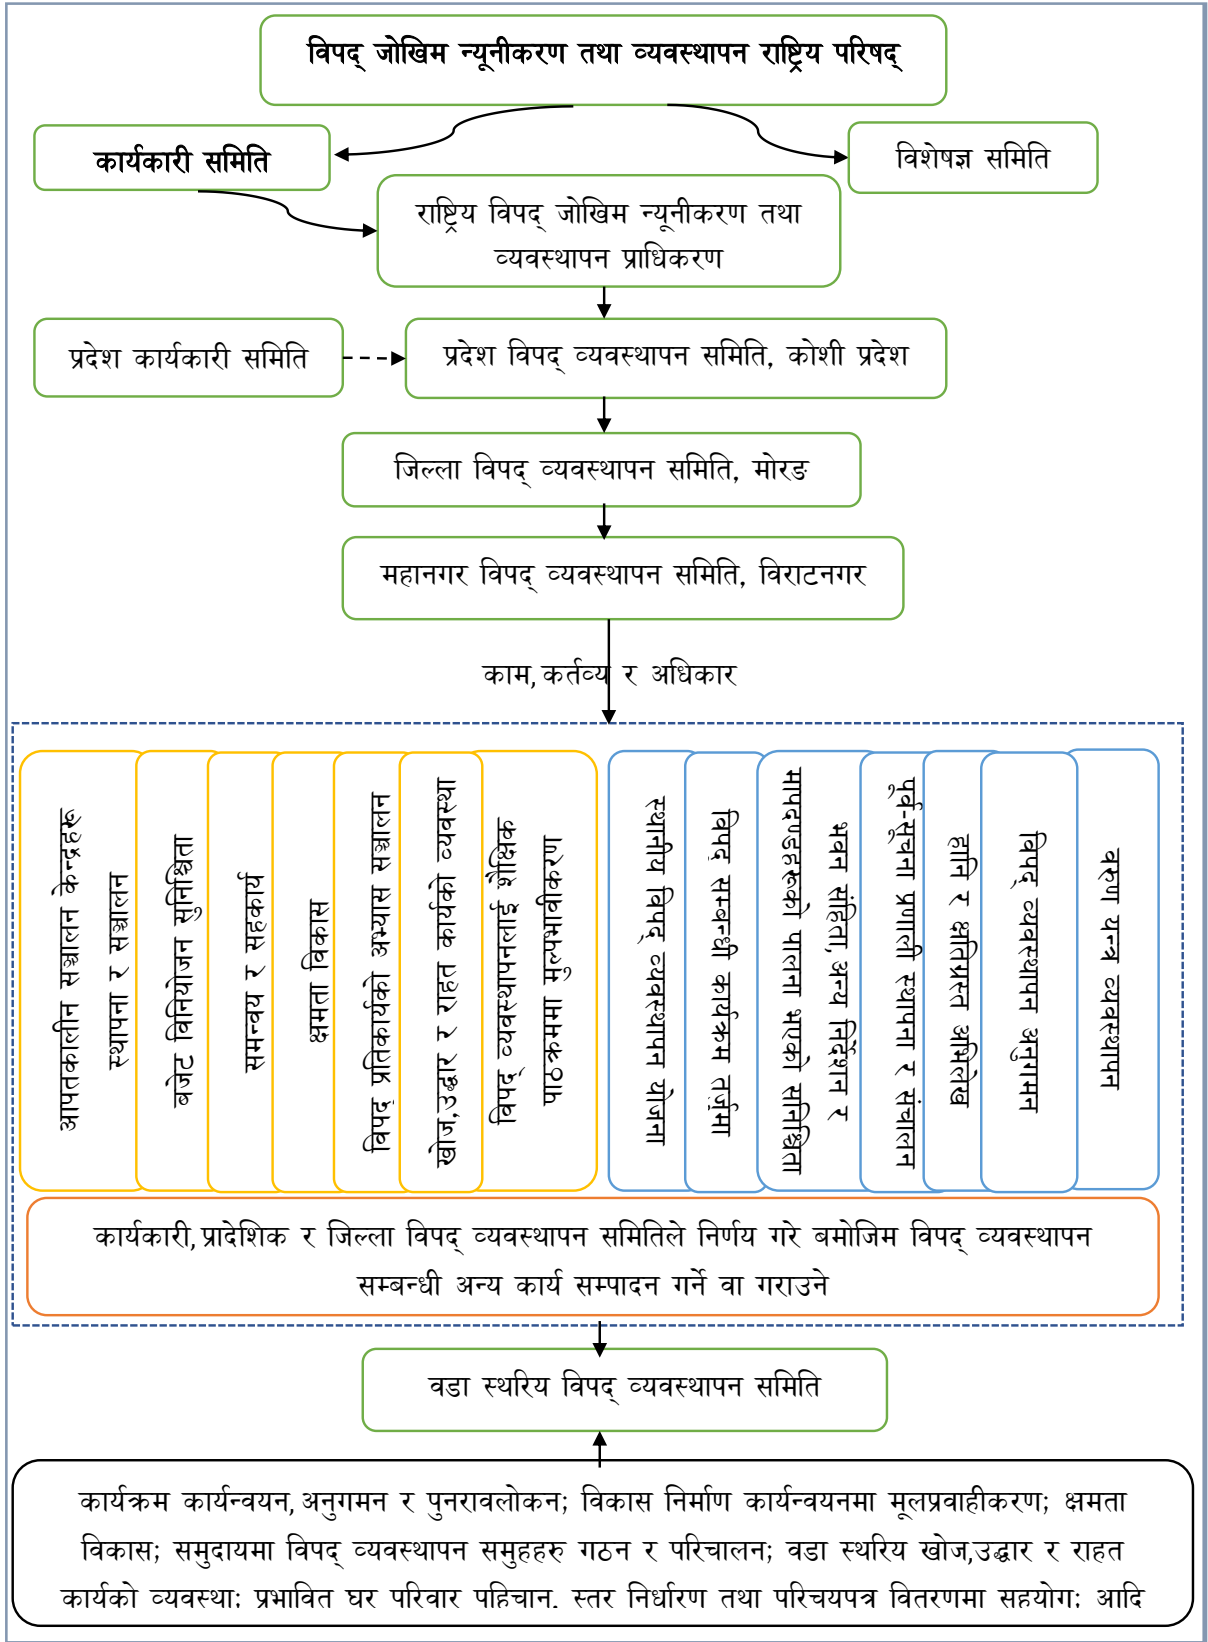 विपद् जोखिम न्यूनीकरण तथा व्यवस्थापन राष्ट्रिय परिषद्
कार्यकारी समिति
विशेषज्ञ समिति
राष्ट्रिय विपद् जोखिम न्यूनीकरण तथा
व्यवस्थापन प्राधिकरण
प्रदेश कार्यकारी समिति
प्रदेश विपद् व्यवस्थापन समिति, कोशी प्रदेश
जिल्ला विपद् व्यवस्थापन समिति, मोरङ
महानगर विपद् व्यवस्थापन समिति, विराटनगर
काम, कर्तव्य र अधिकार
आपतकालीन सञ्चालन केन्द्रहरू
स्थापना र सञ्चालन
बजेट विनियोजन सुनिश्चिता
समन्वय र सहकार्य
क्षमता विकास
विपद् प्रतिकार्यको अभ्यास सञ्चालन
खोज,उद्धार र राहत कार्यको व्यवस्था
विपद् व्यवस्थापनलाई शैक्षिक
पाठक्रममा मुल्पभावीकरण
स्थानीय विपद् व्यवस्थापन योजना
विपद् सम्बन्धी कार्यक्रम तर्जुमा
भवन संहिता, अन्य निर्देशन र
मापदण्डहरूको पालना भएको सुनिश्चिता
पूर्व-सूचना प्रणाली स्थापना र संचालन
हानि र क्षतिग्रस्त अभिलेख
विपद् व्यवस्थापन अनुगमन
वरुण यन्त्र व्यवस्थापन
कार्यकारी, प्रादेशिक र जिल्ला विपद् व्यवस्थापन समितिले निर्णय गरे बमोजिम विपद् व्यवस्थापन
सम्बन्धी अन्य कार्य सम्पादन गर्ने वा गराउने
वडा स्थरिय विपद् व्यवस्थापन समिति
कार्यक्रम कार्यन्वयन, अनुगमन र पुनरावलोकन; विकास निर्माण कार्यन्वयनमा मूलप्रवाहीकरण; क्षमता
विकास; समुदायमा विपद् व्यवस्थापन समुहहरु गठन र परिचालन; वडा स्थरिय खोज,उद्धार र राहत
कार्यको व्यवस्था; प्रभावित घर परिवार पहिचान, स्तर निर्धारण तथा परिचयपत्र वितरणमा सहयोग; आदि